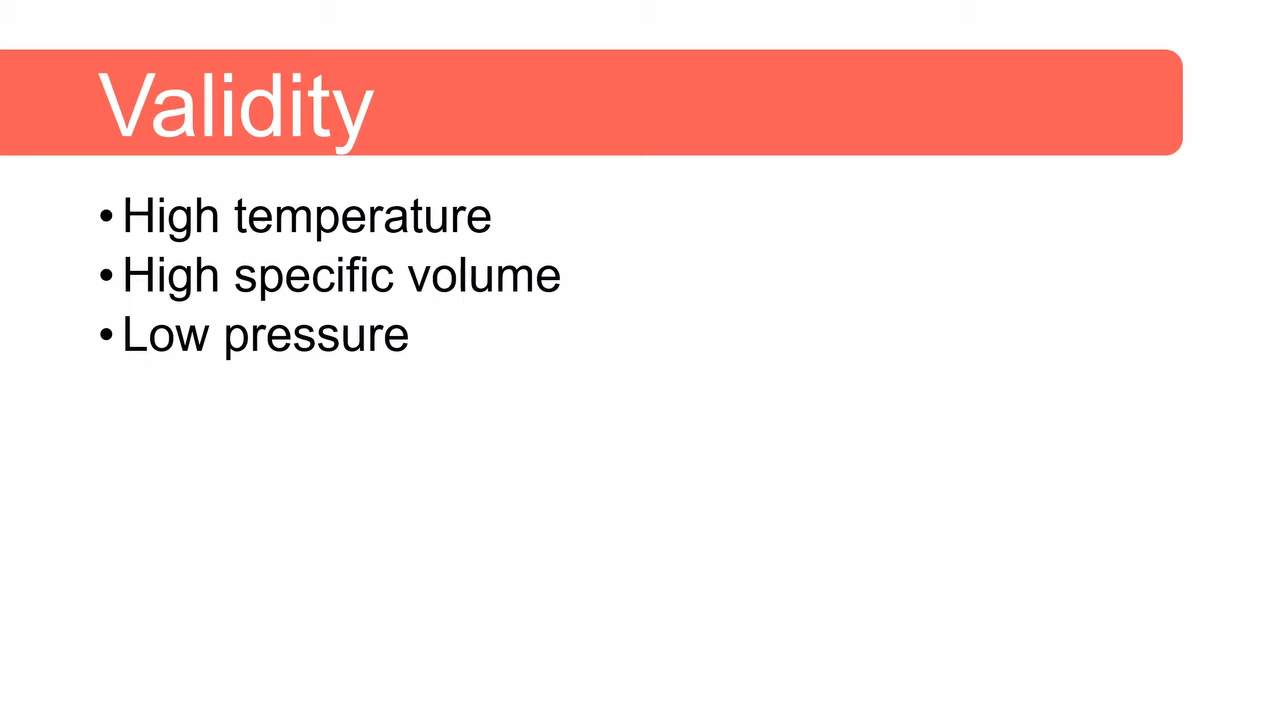 Validity
• High temperature
• High specific volume
• Low pressure